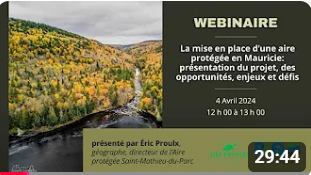 WEBINAIRE
La mise en place d'une aire
protégée en Mauricie:
présentation du projet, des
opportunités, enjeux et défis
4 Avril 2024
12 h 00 à 13 h 00
présenté par Éric Proulx,
géographe, directeur de l'Aire
protégée Saint-Mathieu-du-Parc
29:44